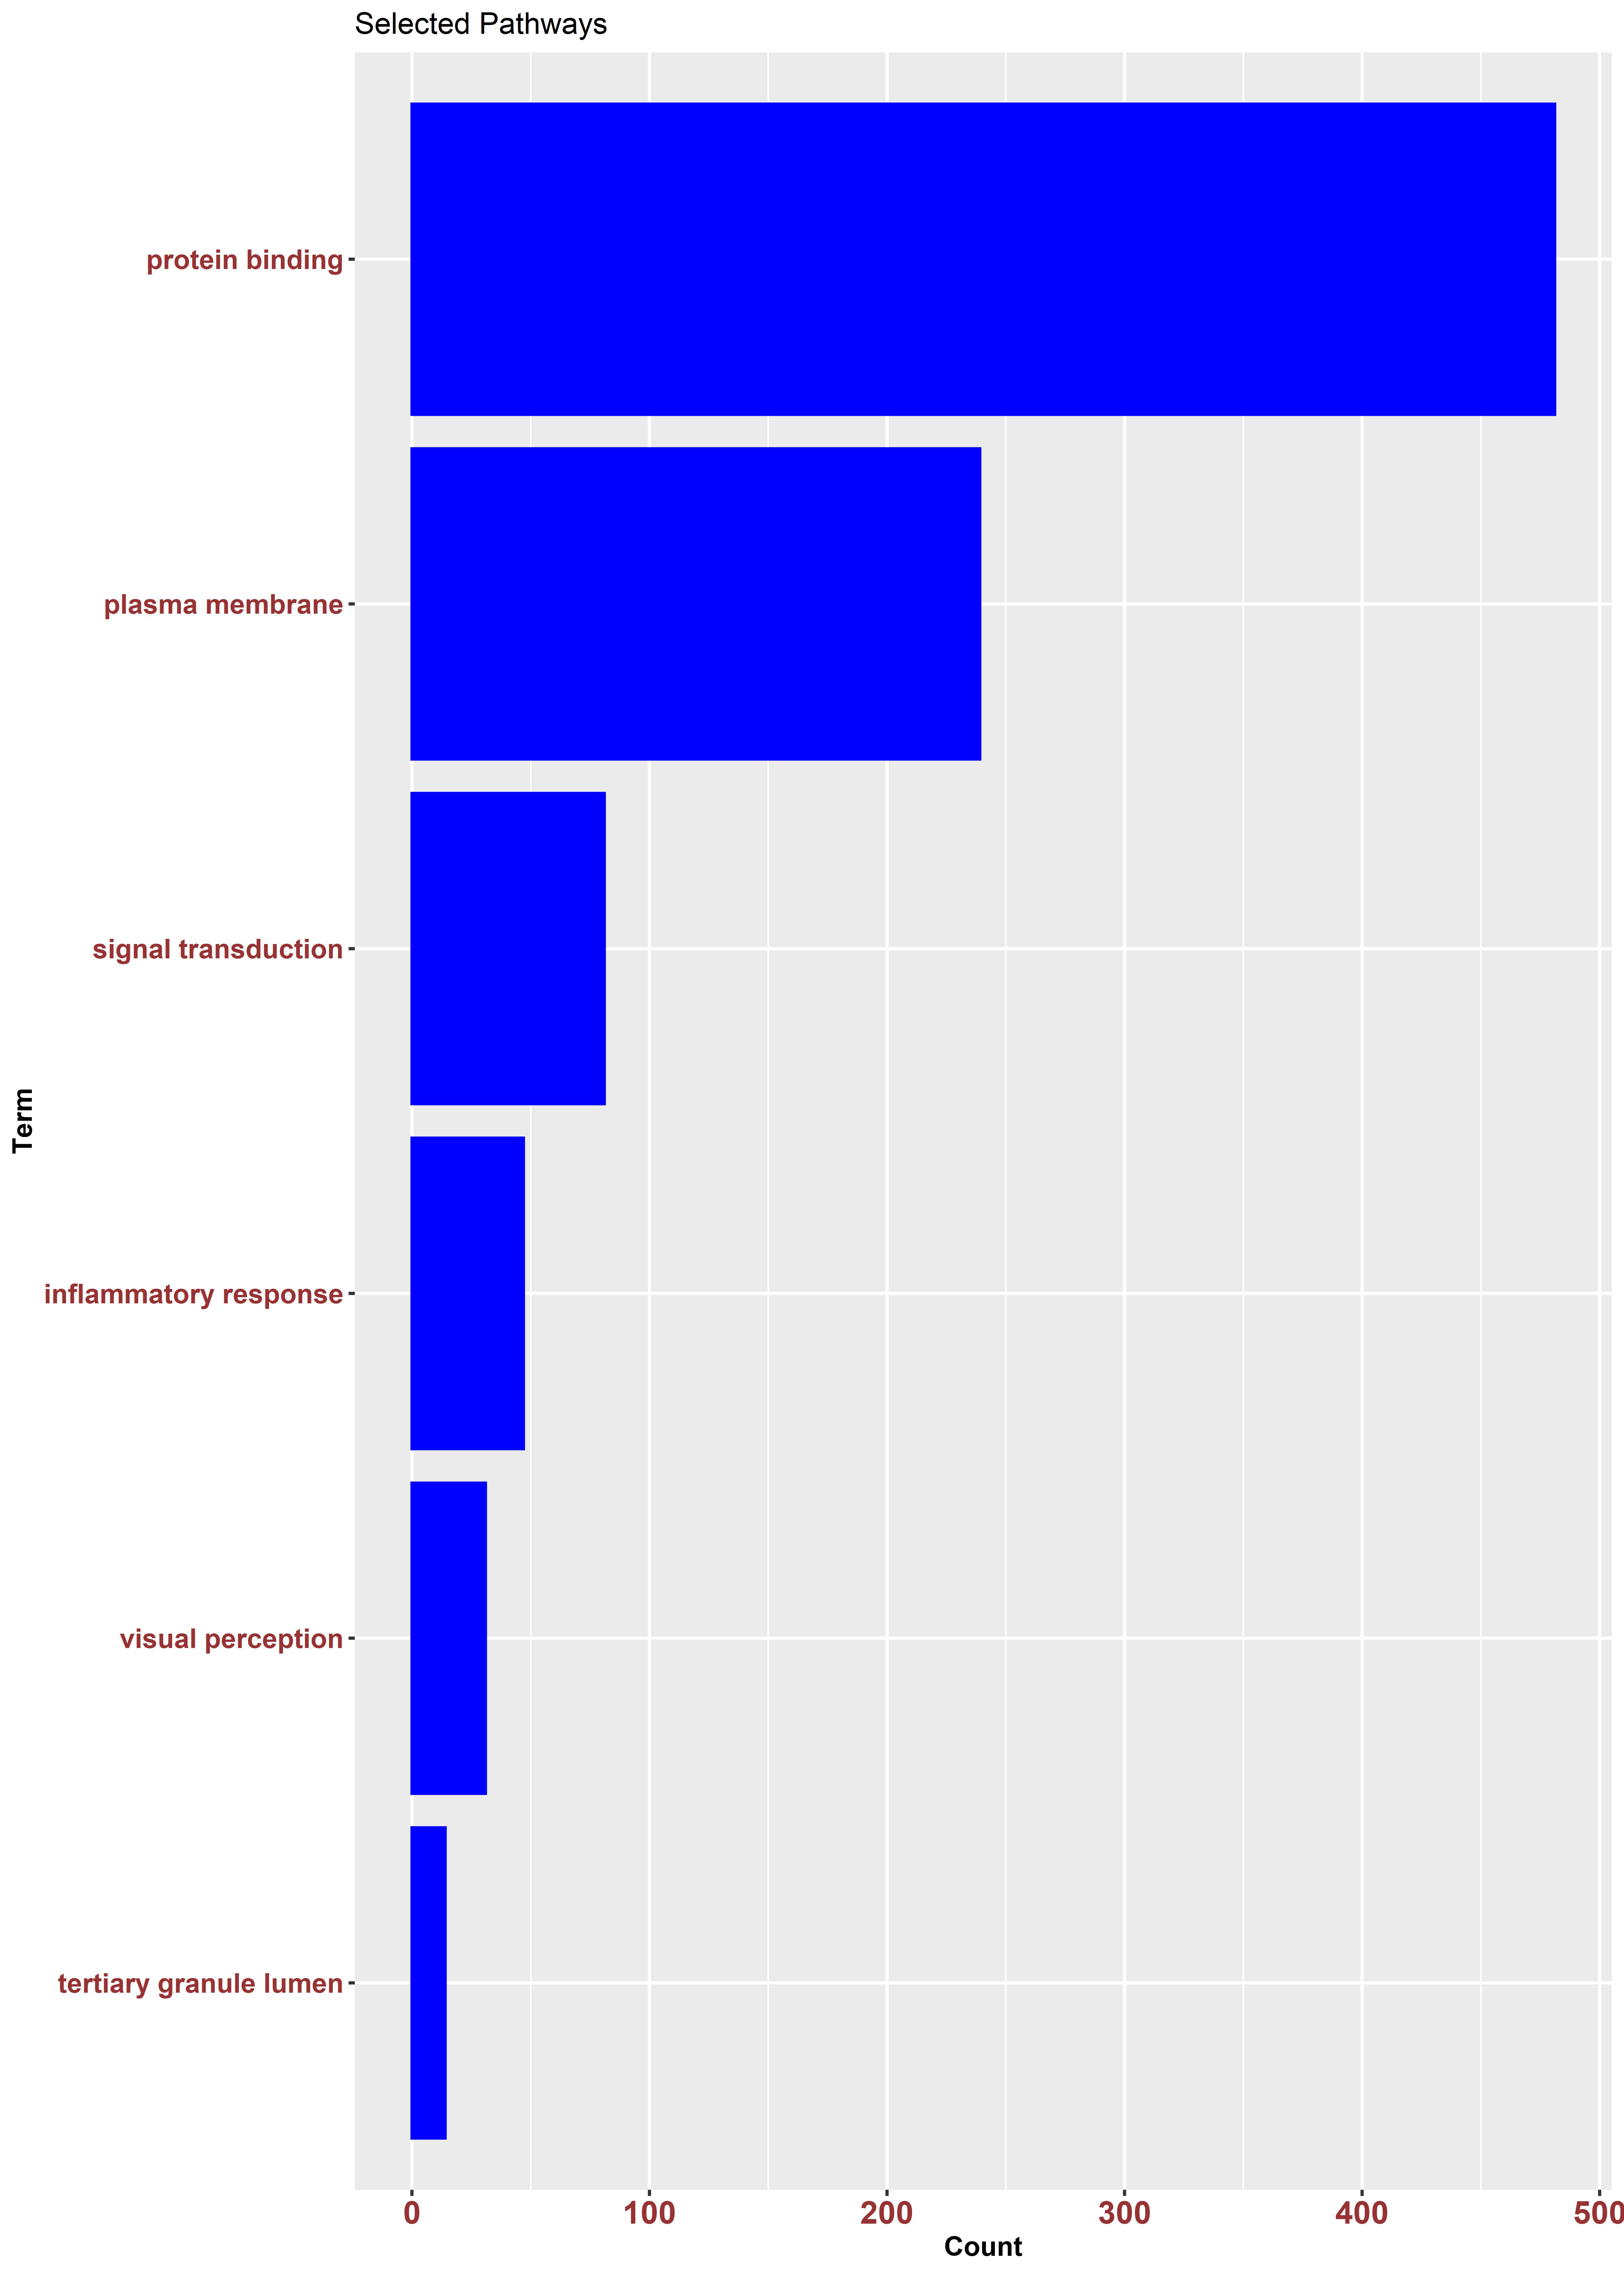 Selected Pathways
protein binding
plasma membrane
signal transduction
Term
inflammatory response
visual perception
tertiary granule lumen
0 100 200 300 400 500
Count